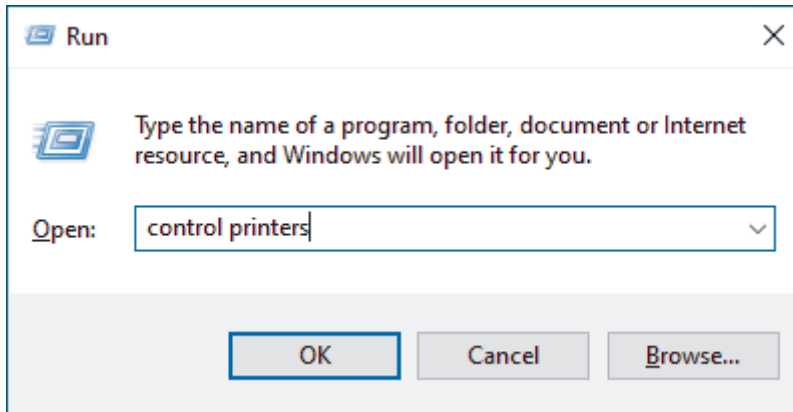 Run
Type the name of a program, folder, document or Internet
resource, and Windows will open it for you.
Open: control printers
OK Cancel Browse...